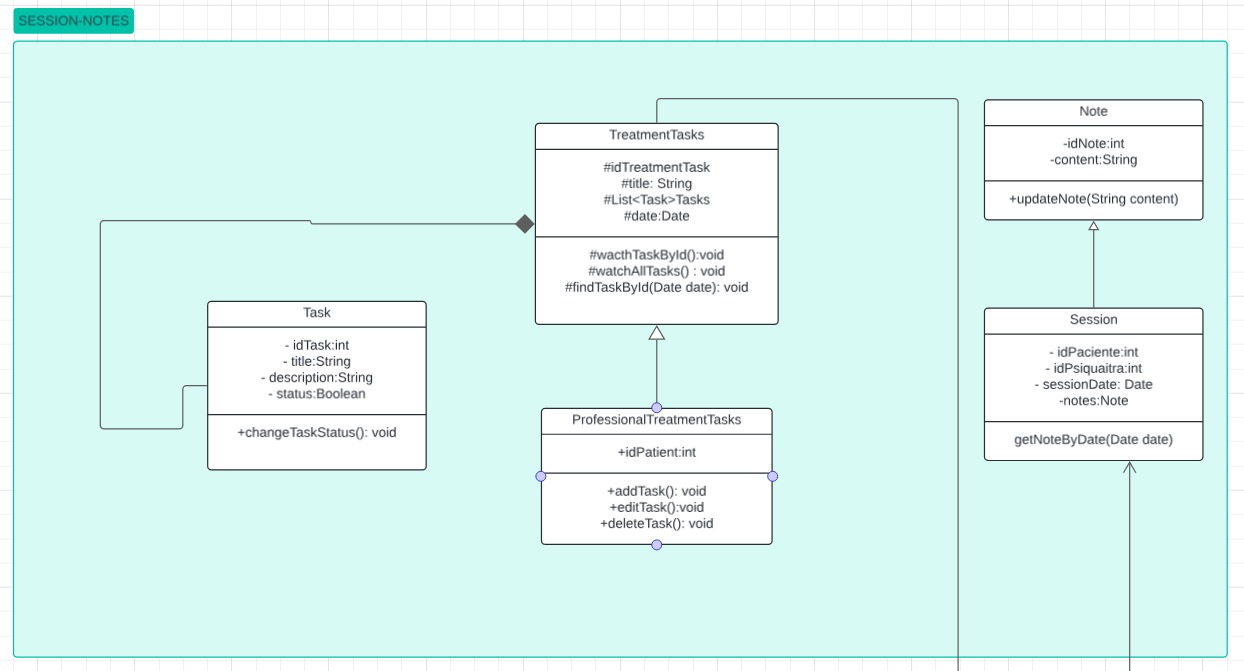 SESSION-NOTES
TreatmentTasks
#idTreatmentTask
#title: String
#List<Task>Tasks
#date:Date
#wacthTaskById():void
#watchAllTasks() : void
#findTaskById(Date date): void
Note
-idNote:int
-content:String
+updateNote(String content)
Task
- idTask:int
- title:String
- description:String
- status:Boolean
+changeTaskStatus(): void
Session
- idPaciente:int
- idPsiquaitra:int
- sessionDate: Date
-notes:Note
getNoteByDate(Date date)
ProfessionalTreatmentTasks
+idPatient:int
+addTask(): void
+editTask():void
+deleteTask(): void